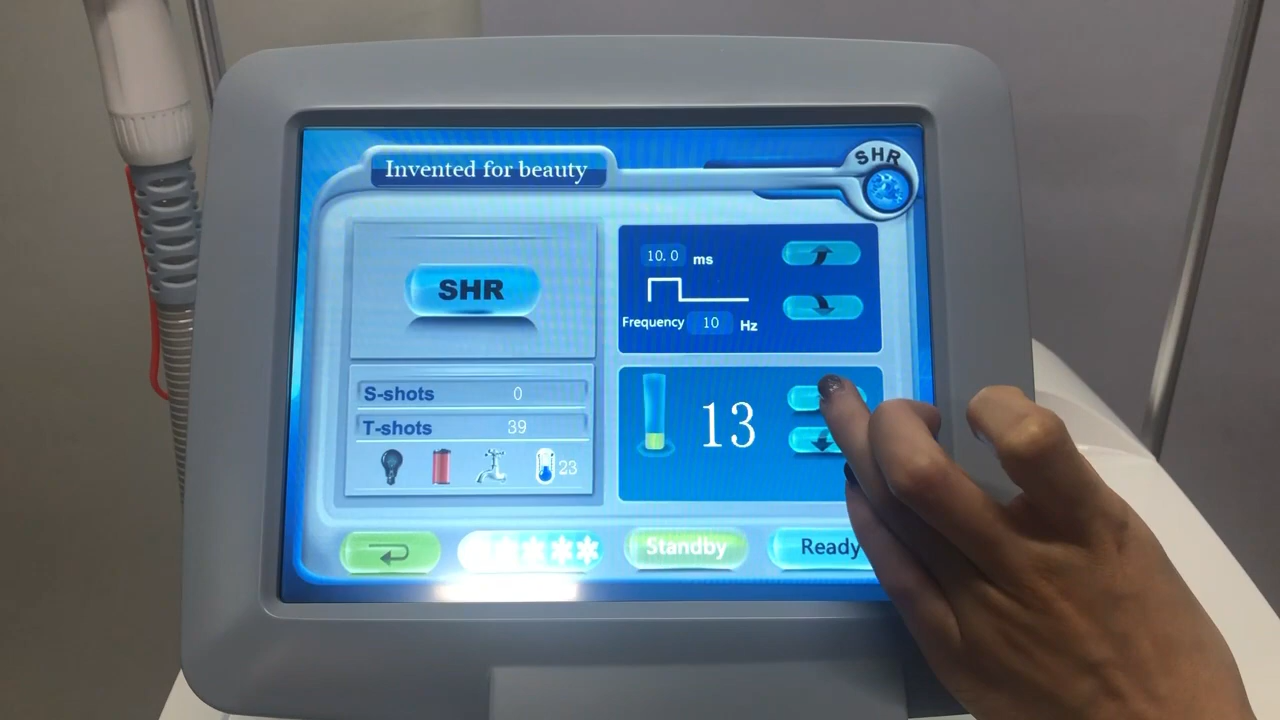 Invented for beauty
SHR
SHR
10.0 ms
Frequency 10 Hz
S-shots 0
T-shots 39
23
13
Standby
Ready